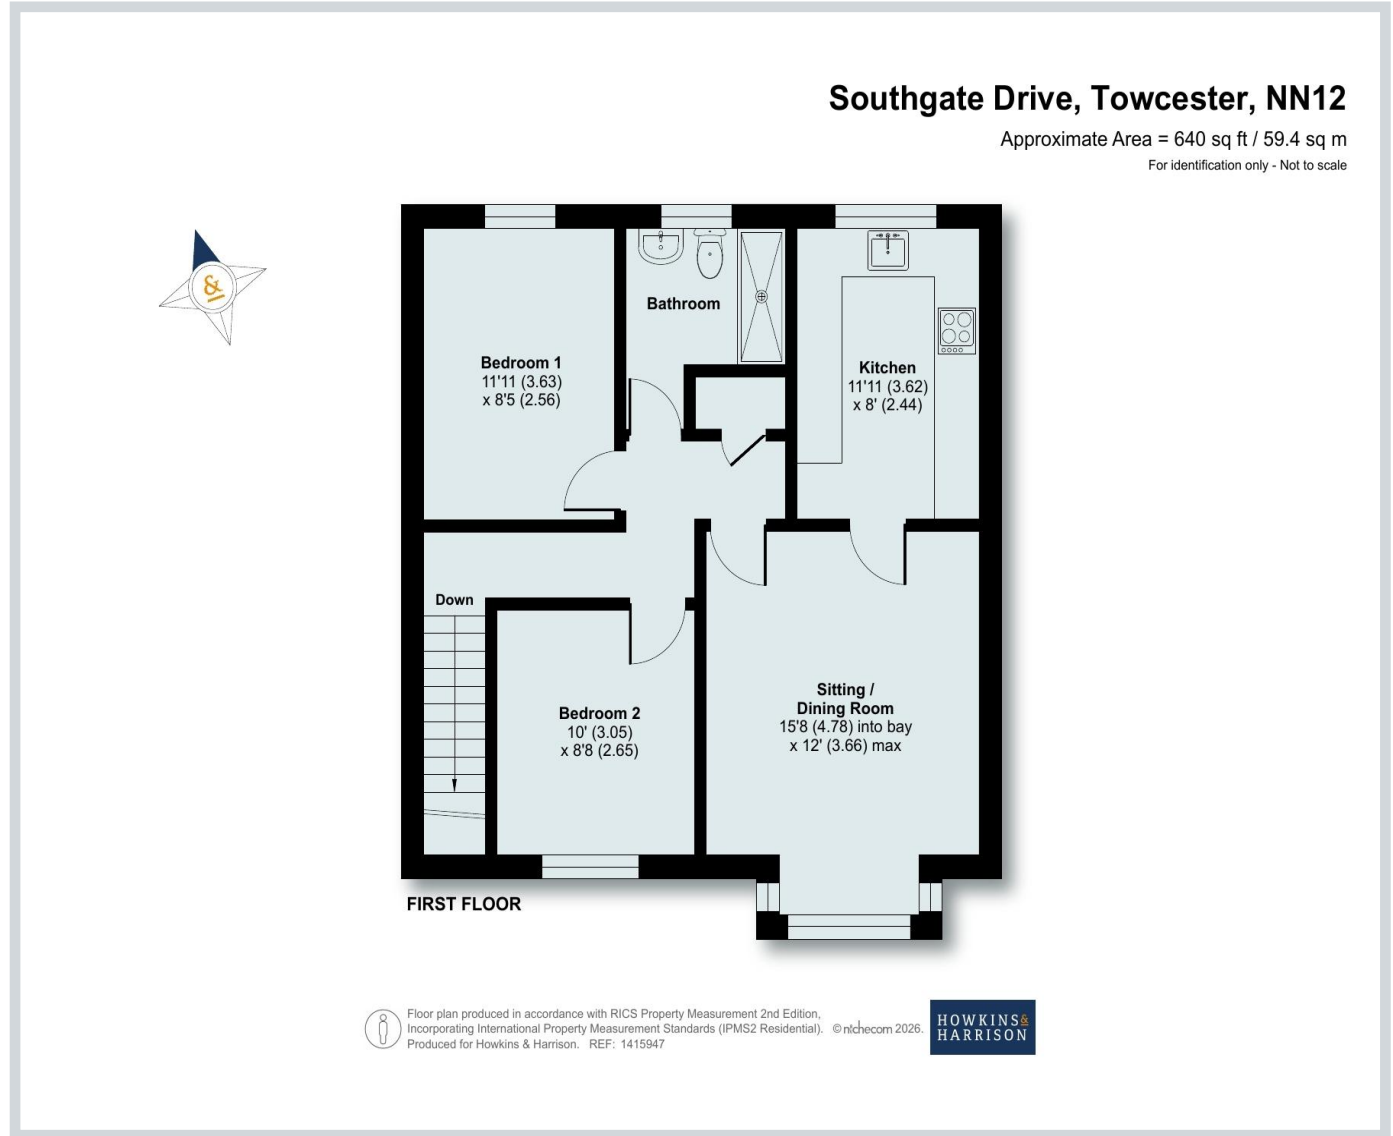 Southgate Drive, Towcester, NN12
Approximate Area = 640 sq ft / 59.4 sq m
For identification only - Not to scale
&
Bathroom
Bedroom 1
11'11 (3.63)
x 8'5 (2.56)
Kitchen
11'11 (3.62)
x 8' (2.44)
Down
Sitting /
Dining Room
15'8 (4.78) into bay
x 12' (3.66) max
Bedroom 2
10' (3.05)
x 8'8 (2.65)
FIRST FLOOR
Floor plan produced in accordance with RICS Property Measurement 2nd Edition,
Incorporating International Property Measurement Standards (IPMS2 Residential). © nichecom 2026.
Produced for Howkins & Harrison. REF: 1415947
HOWKINS&
HARRISON